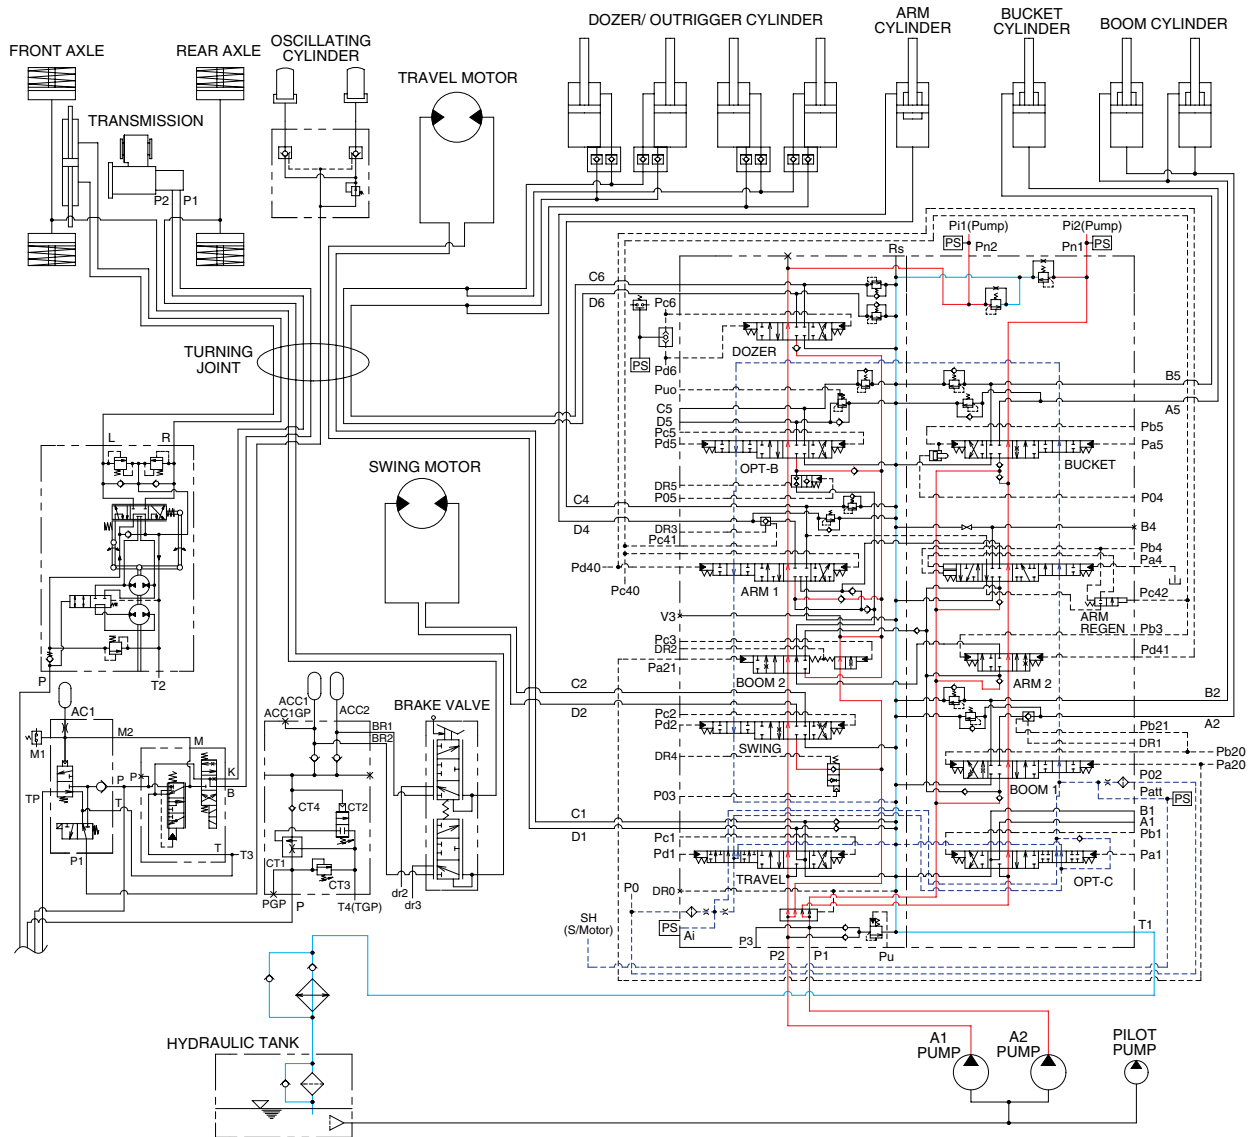 DOZER/ OUTRIGGER CYLINDER
ARM
CYLINDER
BUCKET
CYLINDER
BOOM CYLINDER
FRONT AXLE
REAR AXLE
OSCILLATING
CYLINDER
TRAVEL MOTOR
TRANSMISSION
P2
P1
TURNING
JOINT
L
R
P
T2
SWING MOTOR
Pi1(Pump)
Pi2(Pump)
PS
Pn2
Pn1
PS
Rs
C6
D6
Pc6
DOZER
PS
Pd6
Puo
C5
D5
Pc5
Pd5
OPT-B
BUCKET
B5
A5
Pb5
Pa5
DR5
P05
P04
C4
D4
DR3
Pc41
B4
Pb4
Pa4
Pd40
Pc40
ARM 1
ARM
REGEN
Pc42
V3
Pc3
DR2
Pa21
BOOM 2
Pb3
Pd41
ARM 2
C2
D2
B2
A2
Pc2
Pd2
SWING
Pb21
DR1
Pb20
Pa20
DR4
P03
BOOM 1
P02
Patt
PS
C1
D1
B1
A1
Pc1
Pd1
TRAVEL
Pb1
Pa1
OPT-C
P0
DR0
SH
(S/Motor)
PS
Ai
P3
P2
P1
Pu
T1
AC1
M2
M1
M
P
P
K
B
TP
T
T
T3
P1
ACC1
ACC1GP
ACC2
BR1
BR2
BRAKE VALVE
CT4
CT2
CT1
CT3
PGP
P
T4(TGP)
dr2
dr3
HYDRAULIC TANK
A1
PUMP
A2
PUMP
PILOT
PUMP